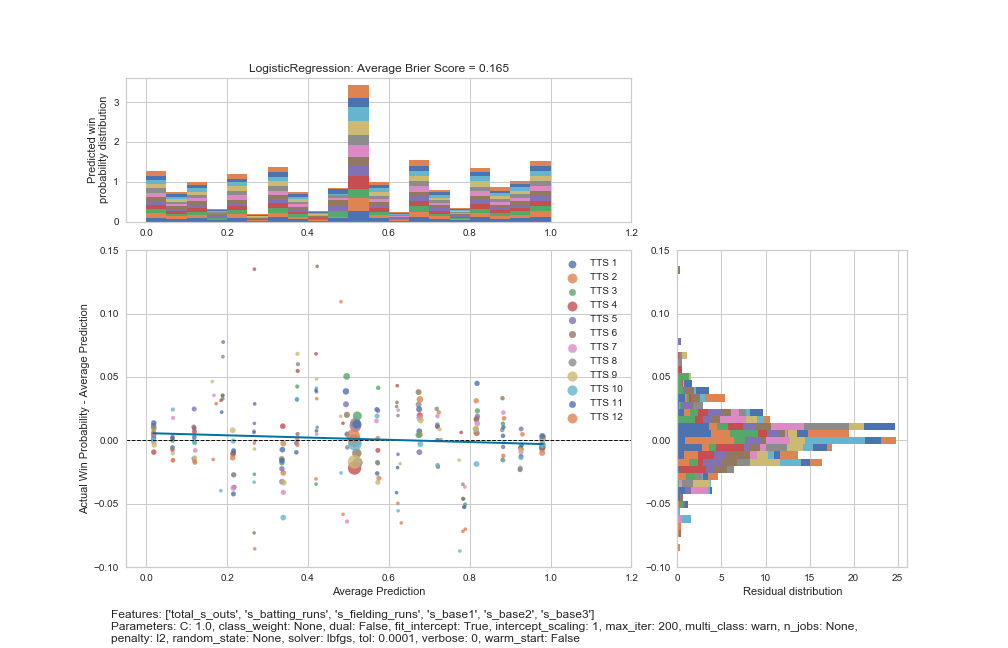 LogisticRegression: Average Brier Score = 0.165
Predicted win
probability distribution
3
2
1
0
0.0 0.2 0.4 0.6 0.8 1.0 1.2
Actual Win Probability - Average Prediction
0.15
0.10
0.05
0.00
−0.05
−0.10
0.0 0.2 0.4 0.6 0.8 1.0 1.2
Average Prediction
TTS 1
TTS 2
TTS 3
TTS 4
TTS 5
TTS 6
TTS 7
TTS 8
TTS 9
TTS 10
TTS 11
TTS 12
0.15
0.10
0.05
0.00
−0.05
−0.10
0 5 10 15 20 25
Residual distribution
Features: ['total_s_outs', 's_batting_runs', 's_fielding_runs', 's_base1', 's_base2', 's_base3']
Parameters: C: 1.0, class_weight: None, dual: False, fit_intercept: True, intercept_scaling: 1, max_iter: 200, multi_class: warn, n_jobs: None,
penalty: l2, random_state: None, solver: lbfgs, tol: 0.0001, verbose: 0, warm_start: False